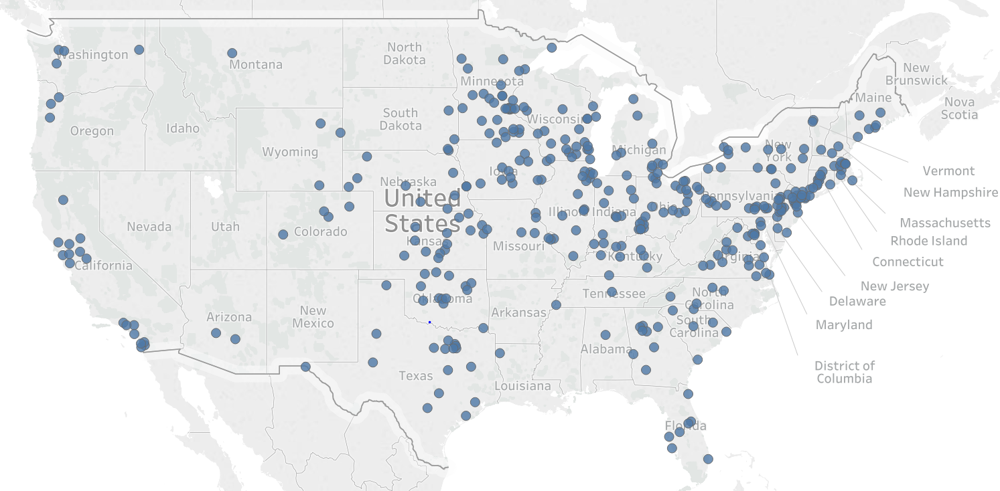 Washington
Montana
North
Dakota
Minnesota
New
Brunswick
Maine
Nova
Scotia
Oregon
Idaho
South
Dakota
Wisconsin
Wyoming
Michigan
New
York
Vermont
Iowa
Nebraska
New Hampshire
Pennsylvania
United
States
Massachusetts
Nevada
Utah
Colorado
Illinois
Indiana
Ohio
Rhode Island
Kansas
Missouri
Connecticut
California
Kentucky
Virginia
New Jersey
Delaware
Maryland
Arizona
New
Mexico
Oklahoma
Arkansas
Tennessee
North
Carolina
South
Carolina
Alabama
Texas
Louisiana
District of
Columbia
Florida